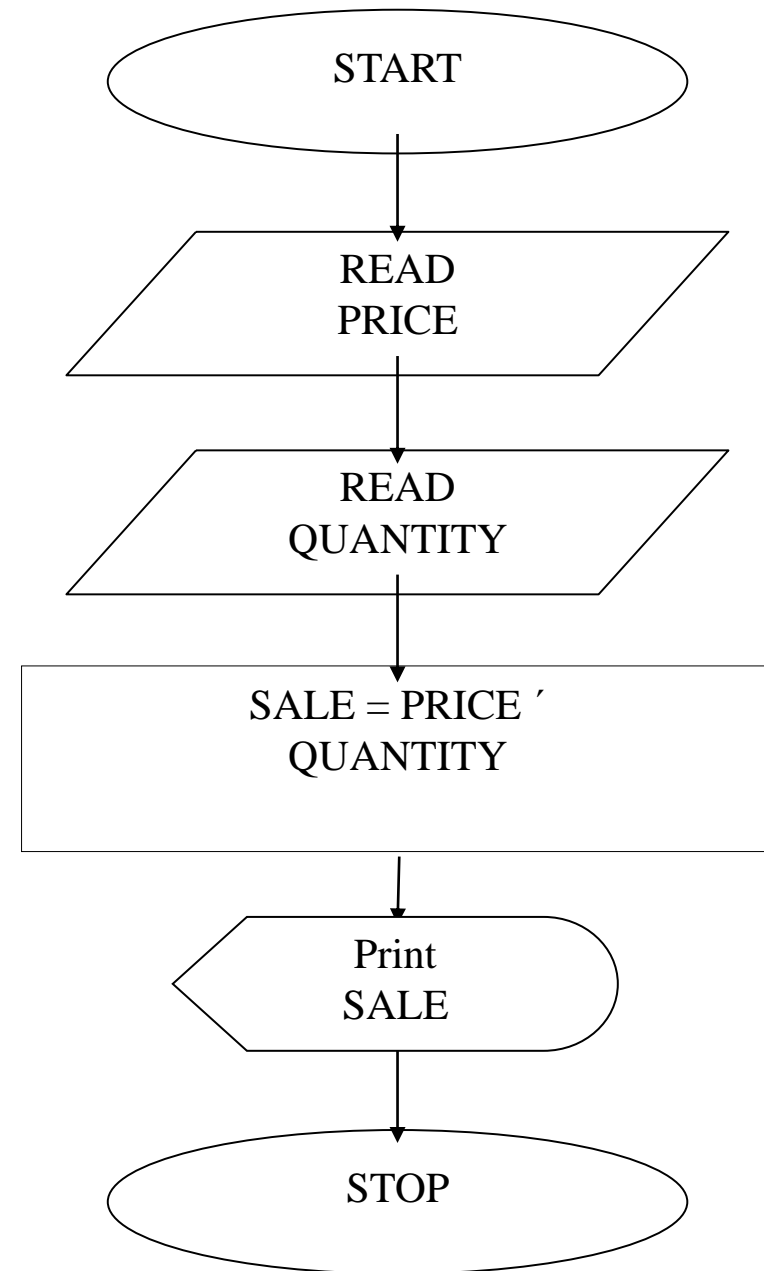 START
READ
PRICE
READ
QUANTITY
SALE = PRICE ´
QUANTITY
Print
SALE
STOP